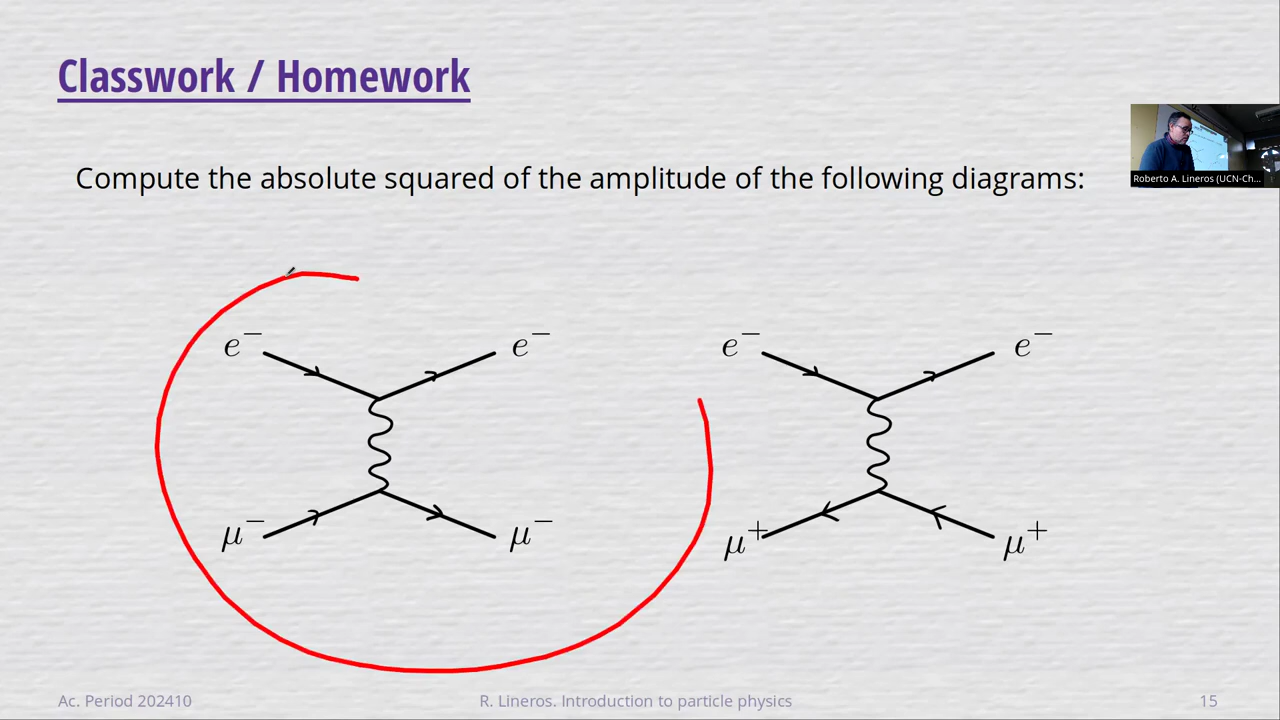 Classwork / Homework
Roberto A. Lineros (UCN-Ch...
Compute the absolute squared of the amplitude of the following diagrams:
e⁻ e⁻ e⁻ e⁻
μ⁻ μ⁻ μ⁺ μ⁺
Ac. Period 202410 R. Lineros. Introduction to particle physics 15